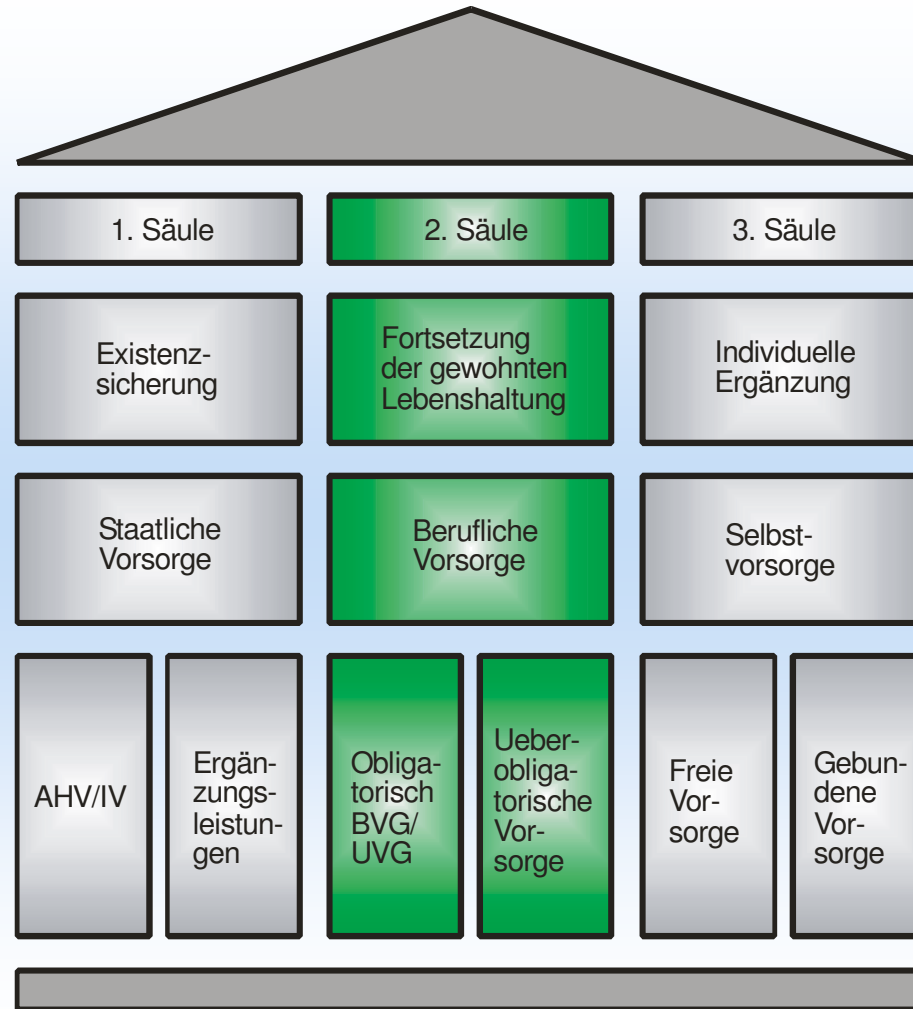 1. Säule
2. Säule
3. Säule
Existenz-
sicherung
Fortsetzung
der gewohnten
Lebenshaltung
Individuelle
Ergänzung
Staatliche
Vorsorge
Berufliche
Vorsorge
Selbst-
vorsorge
AHV/IV
Ergän-
zungs-
leistun-
gen
Obliga-
torisch
BVG/
UVG
Ueber-
obliga-
torische
Vor-
sorge
Freie
Vor-
sorge
Gebun-
dene
Vor-
sorge